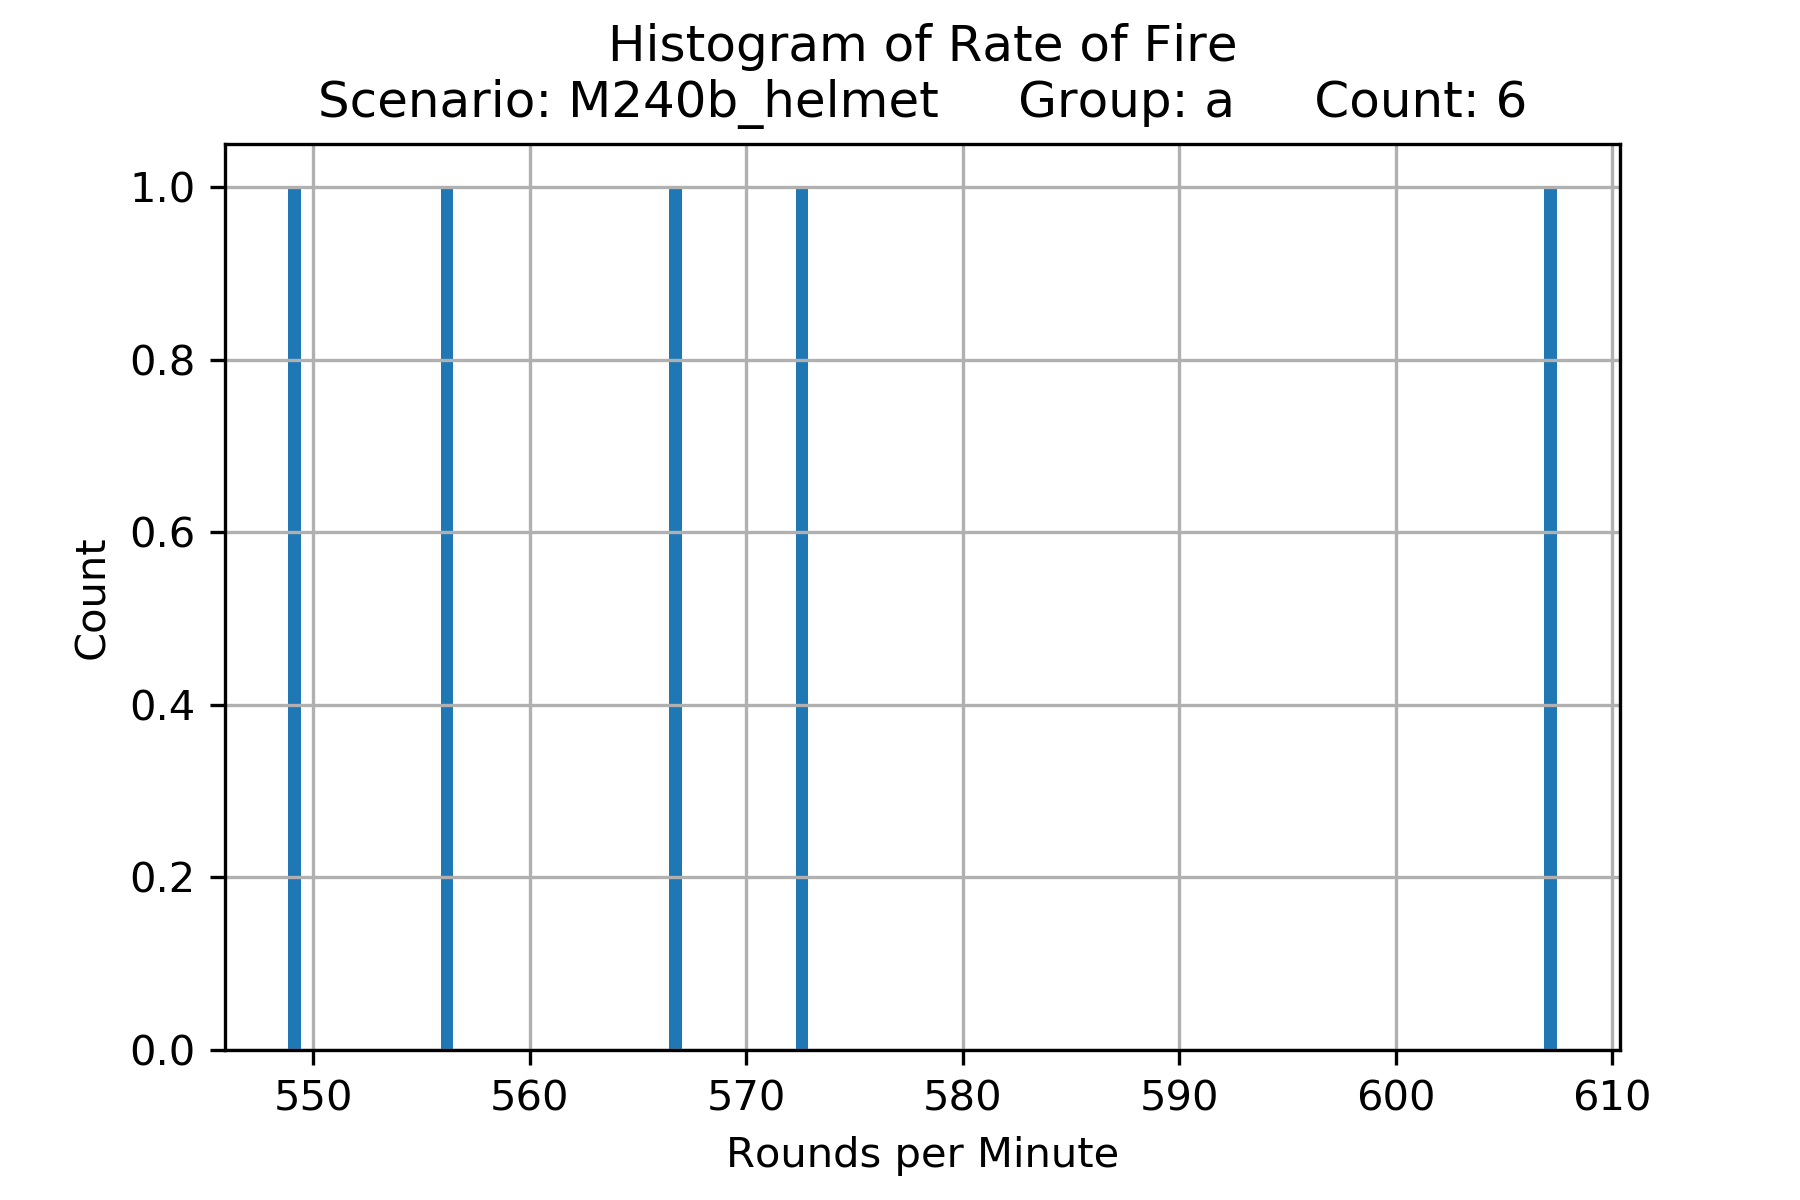 Histogram of Rate of Fire
Scenario: M240b_helmet Group: a Count: 6
1.0
0.8
0.6
0.4
0.2
0.0
Count
550 560 570 580 590 600 610
Rounds per Minute